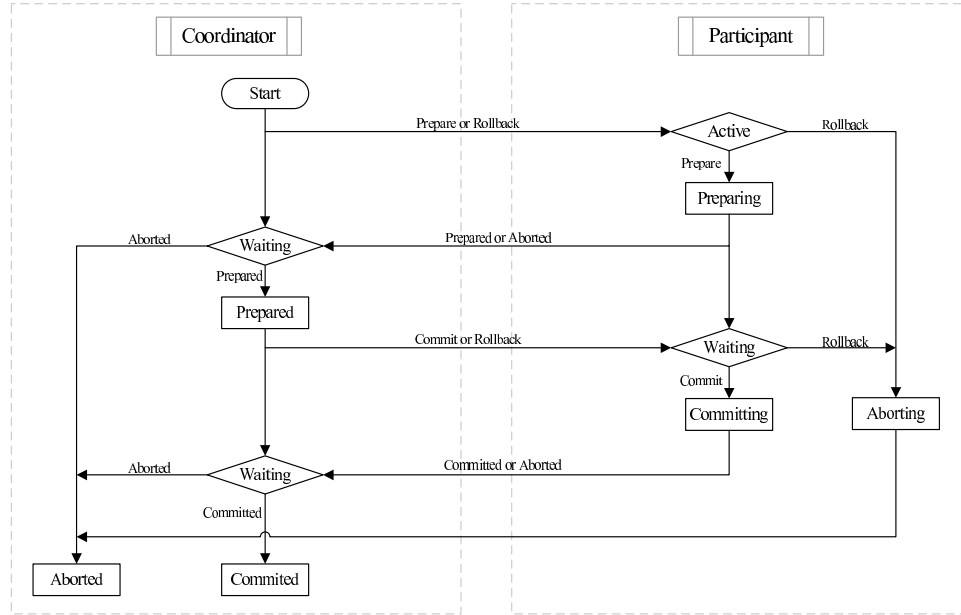 Coordinator
Participant
Start
Prepare or Rollback
Active
Rollback
Prepare
Preparing
Aborted
Waiting
Prepared or Aborted
Prepared
Prepared
Commit or Rollback
Waiting
Rollback
Commit
Committing
Aborting
Aborted
Waiting
Committed or Aborted
Committed
Aborted
Commited